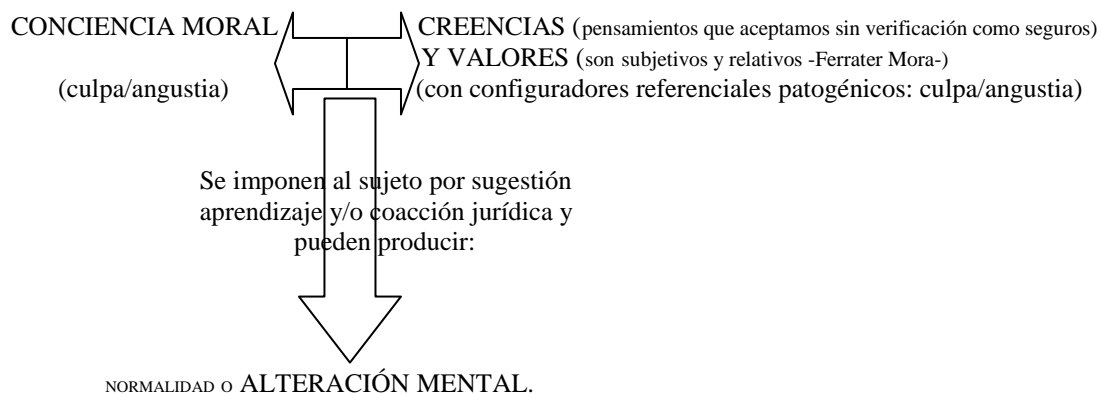 CONCIENCIA MORAL CREENCIAS (pensamientos que aceptamos sin verificación como seguros)
Y VALORES (son subjetivos y relativos -Ferrater Mora-)
(culpa/angustia) (con configuradores referenciales patogénicos: culpa/angustia)
Se imponen al sujeto por sugestión
aprendizaje y/o coacción jurídica y
pueden producir:
NORMALIDAD O ALTERACIÓN MENTAL.